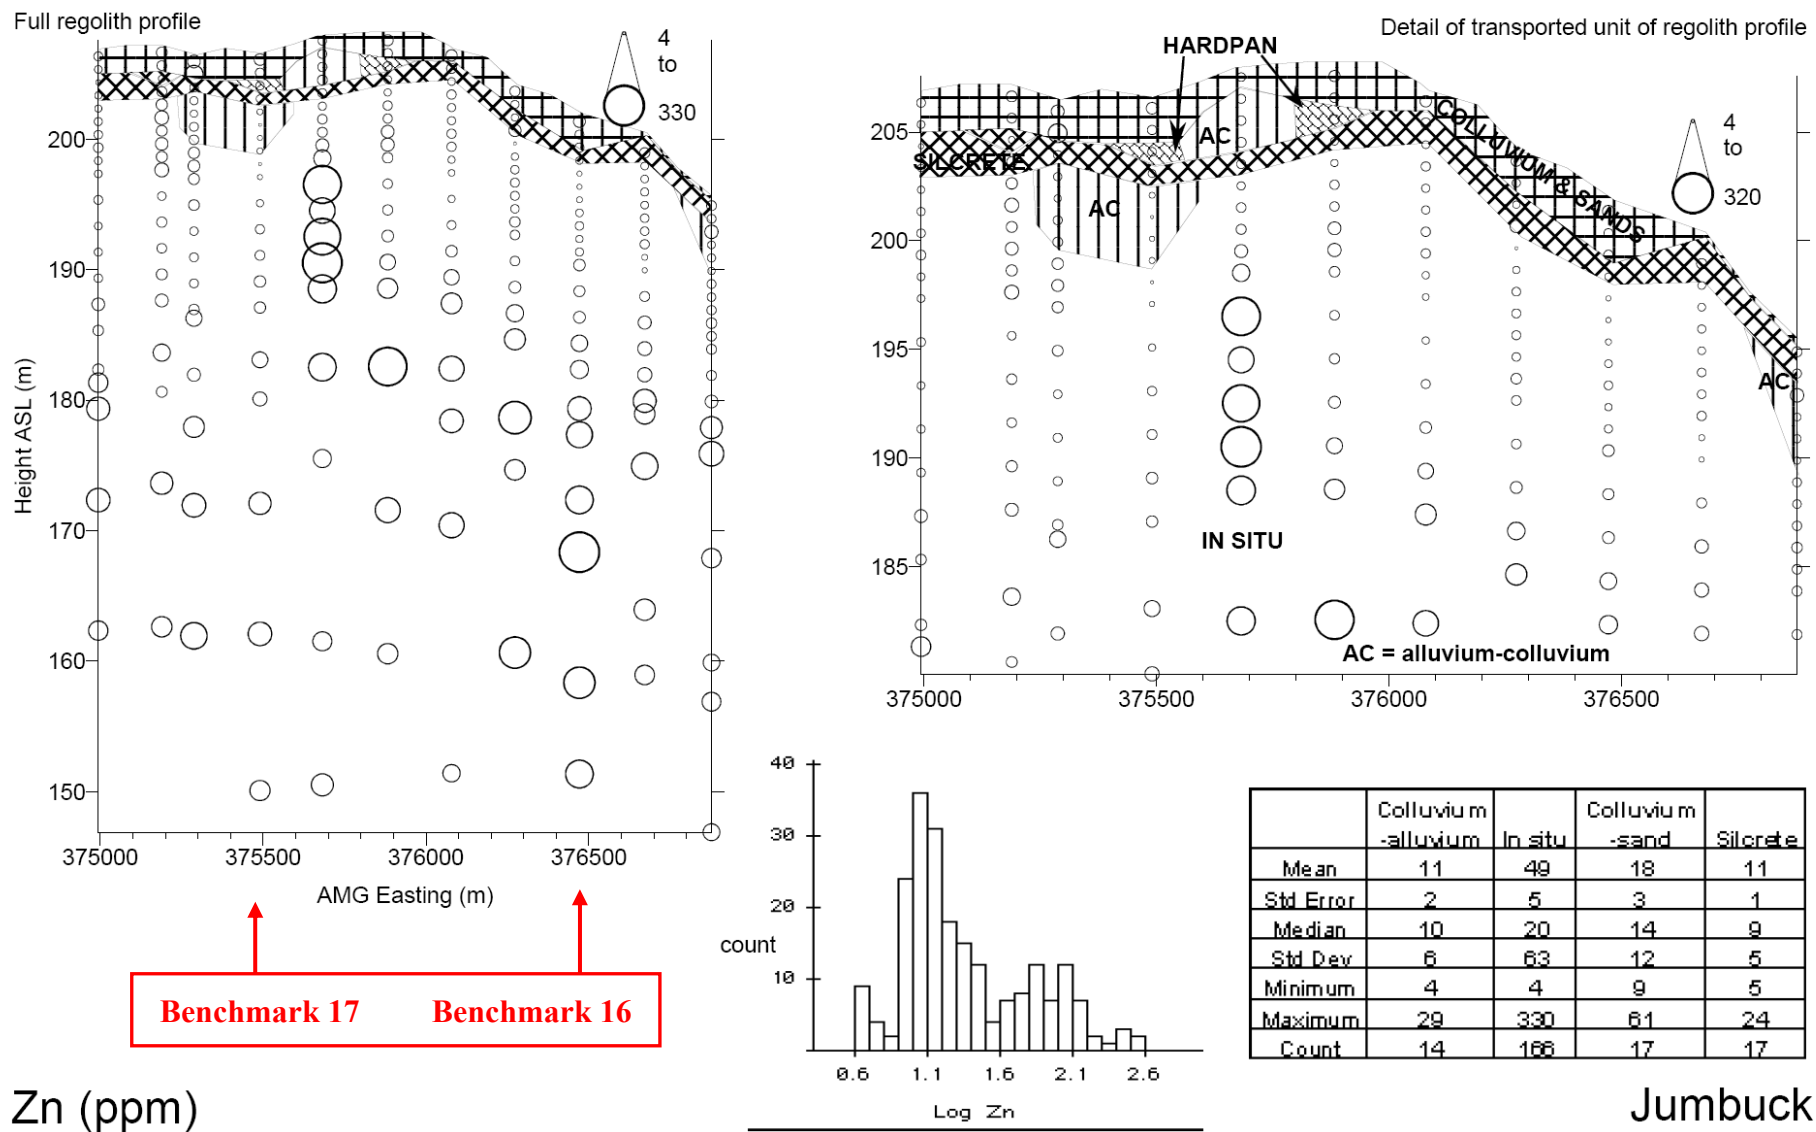 Full regolith profile
Detail of transported unit of regolith profile
4
to
330
200
190
180
170
160
150
Height ASL (m)
375000
375500
376000
376500
AMG Easting (m)
Benchmark 17
Benchmark 16
HARDPAN
COLLUVIUM & SANDS
AC
SILCRETE
AC
AC
IN SITU
AC = alluvium-colluvium
4
to
320
205
200
195
190
185
375000
375500
376000
376500
40
30
20
10
count
0.6 1.1 1.6 2.1 2.6
Log Zn
Colluvium -alluvium In situ Colluvium -sand Silcrete
Mean 11 49 18 11
Std Error 2 5 3 1
Median 10 20 14 9
Std Dev 6 63 12 5
Minimum 4 4 9 5
Maximum 29 330 61 24
Count 14 166 17 17
Zn (ppm)
Jumbuck